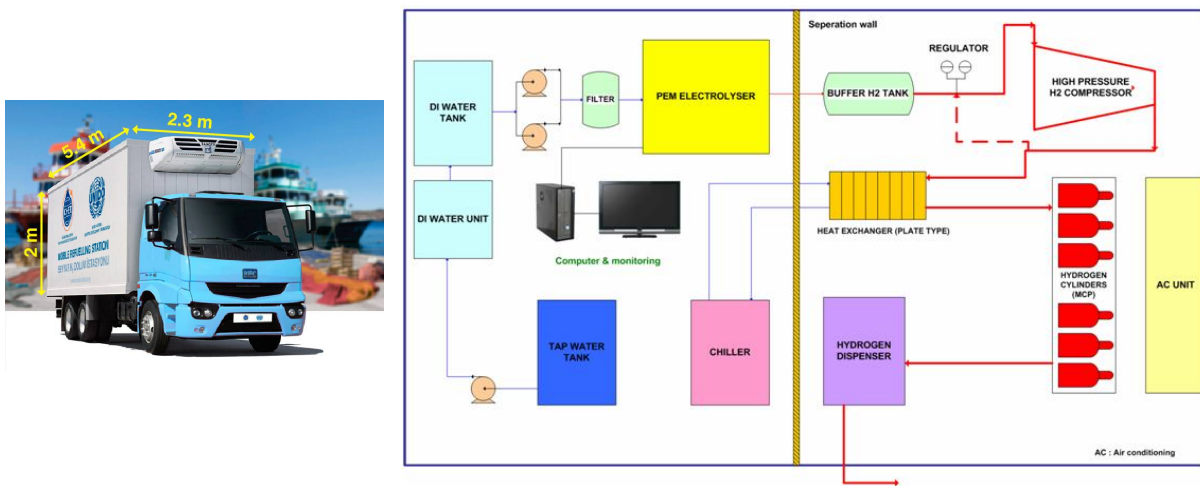 2.3 m
5.4 m
2 m
MOBILE REFUELLING STATION
Seperation wall
REGULATOR
DI WATER
TANK
FILTER
PEM ELECTROLYSER
BUFFER H2 TANK
HIGH PRESSURE
H2 COMPRESSOR
DI WATER UNIT
HEAT EXCHANGER (PLATE TYPE)
Computer & monitoring
HYDROGEN
CYLINDERS
(MCP)
AC UNIT
TAP WATER
TANK
CHILLER
HYDROGEN
DISPENSER
AC : Air conditioning